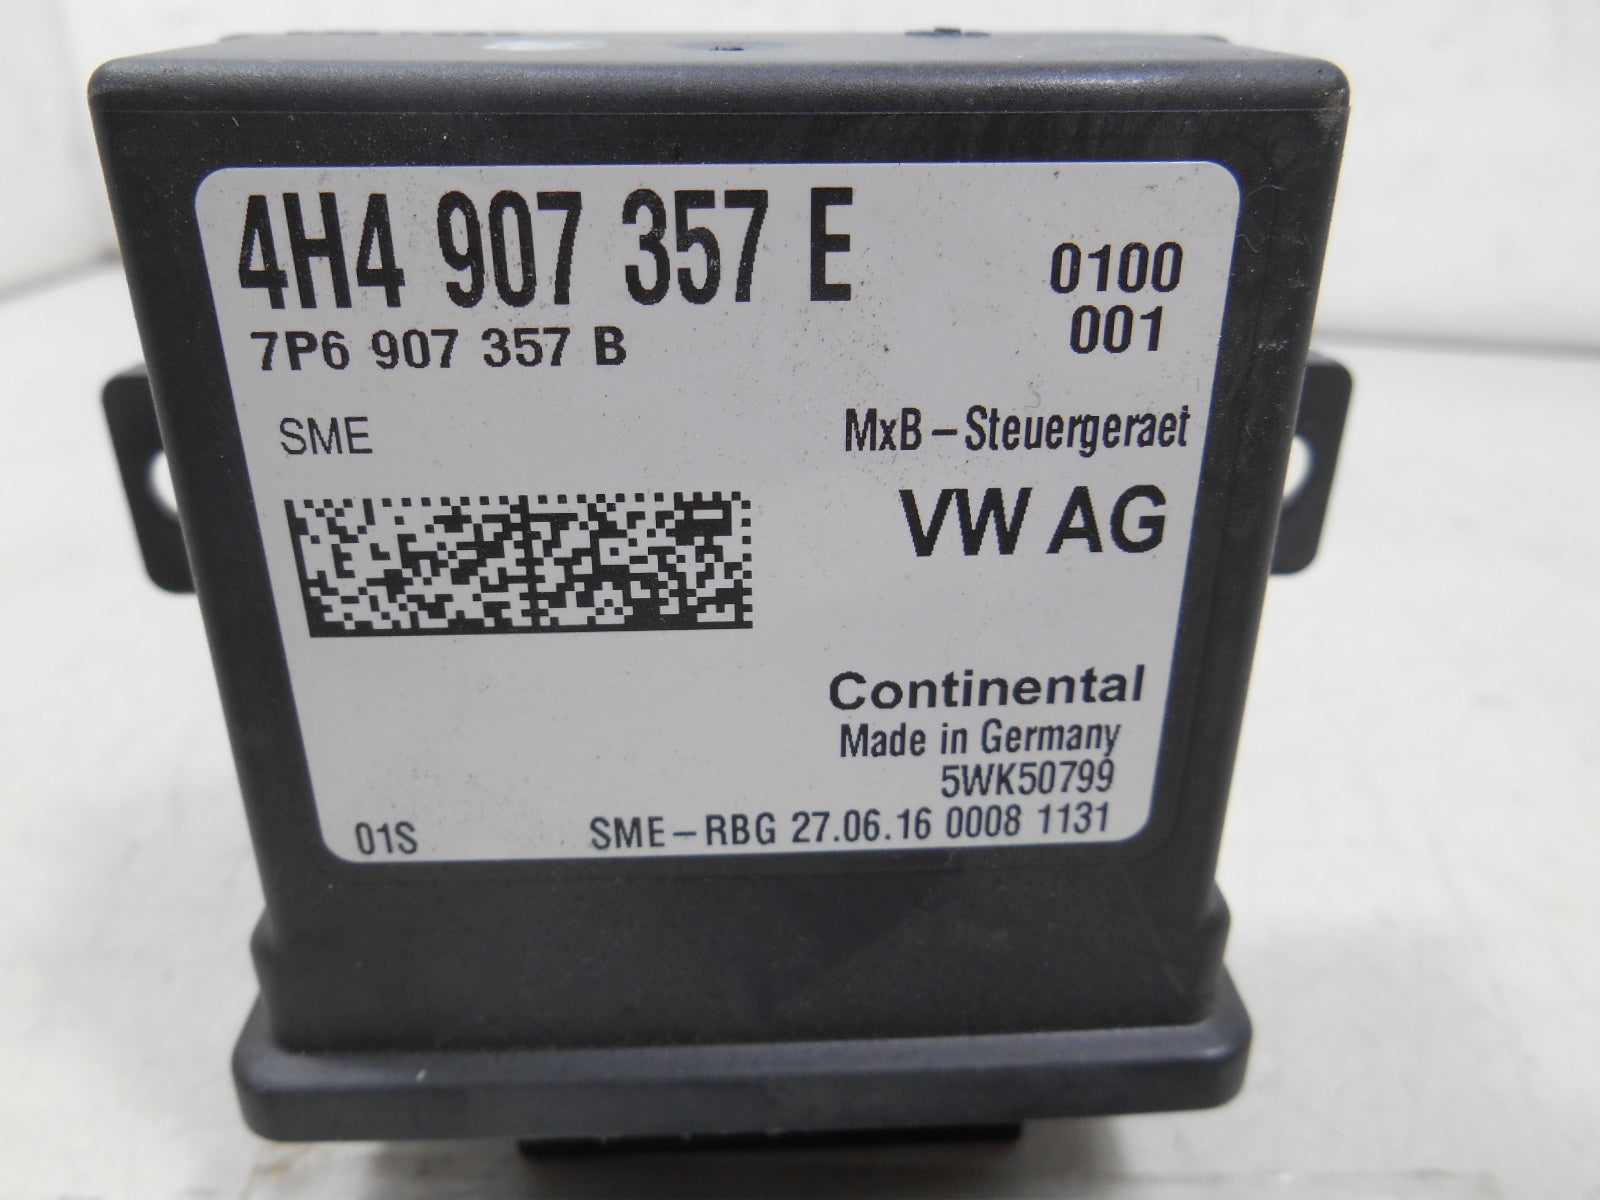 4H4 907 357 E
0100
001
7P6 907 357 B
SME
MxB-Steuergeraet
VW AG
Continental
Made in Germany
5WK50799
01S
SME-RBG 27.06.16 0008 1131